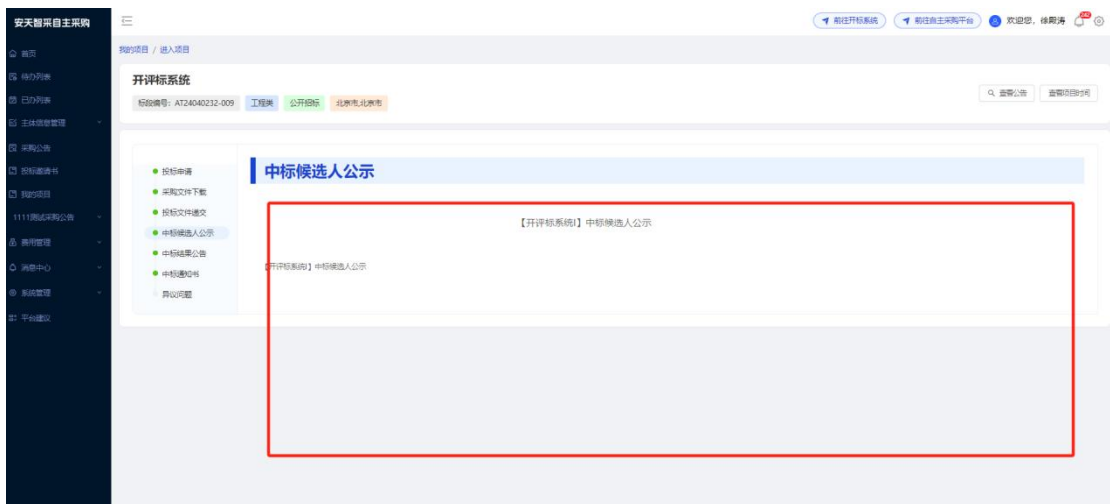 安天智采自主采购
前往开标系统
前往自主采购平台
欢迎您，徐殿涛
242
首页
待办列表
已办列表
主体信息管理
采购公告
投标邀请书
我的项目
1111测试采购公告
费用管理
消息中心
系统管理
平台建议
我的项目 / 进入项目
开评标系统
标段编号：AT24040232-009
工程类
公开招标
北京市,北京市
查看公告
查看项目时间
投标申请
采购文件下载
投标文件递交
中标候选人公示
中标结果公告
中标通知书
异议问题
中标候选人公示
【开评标系统】中标候选人公示
【开评标系统】中标候选人公示